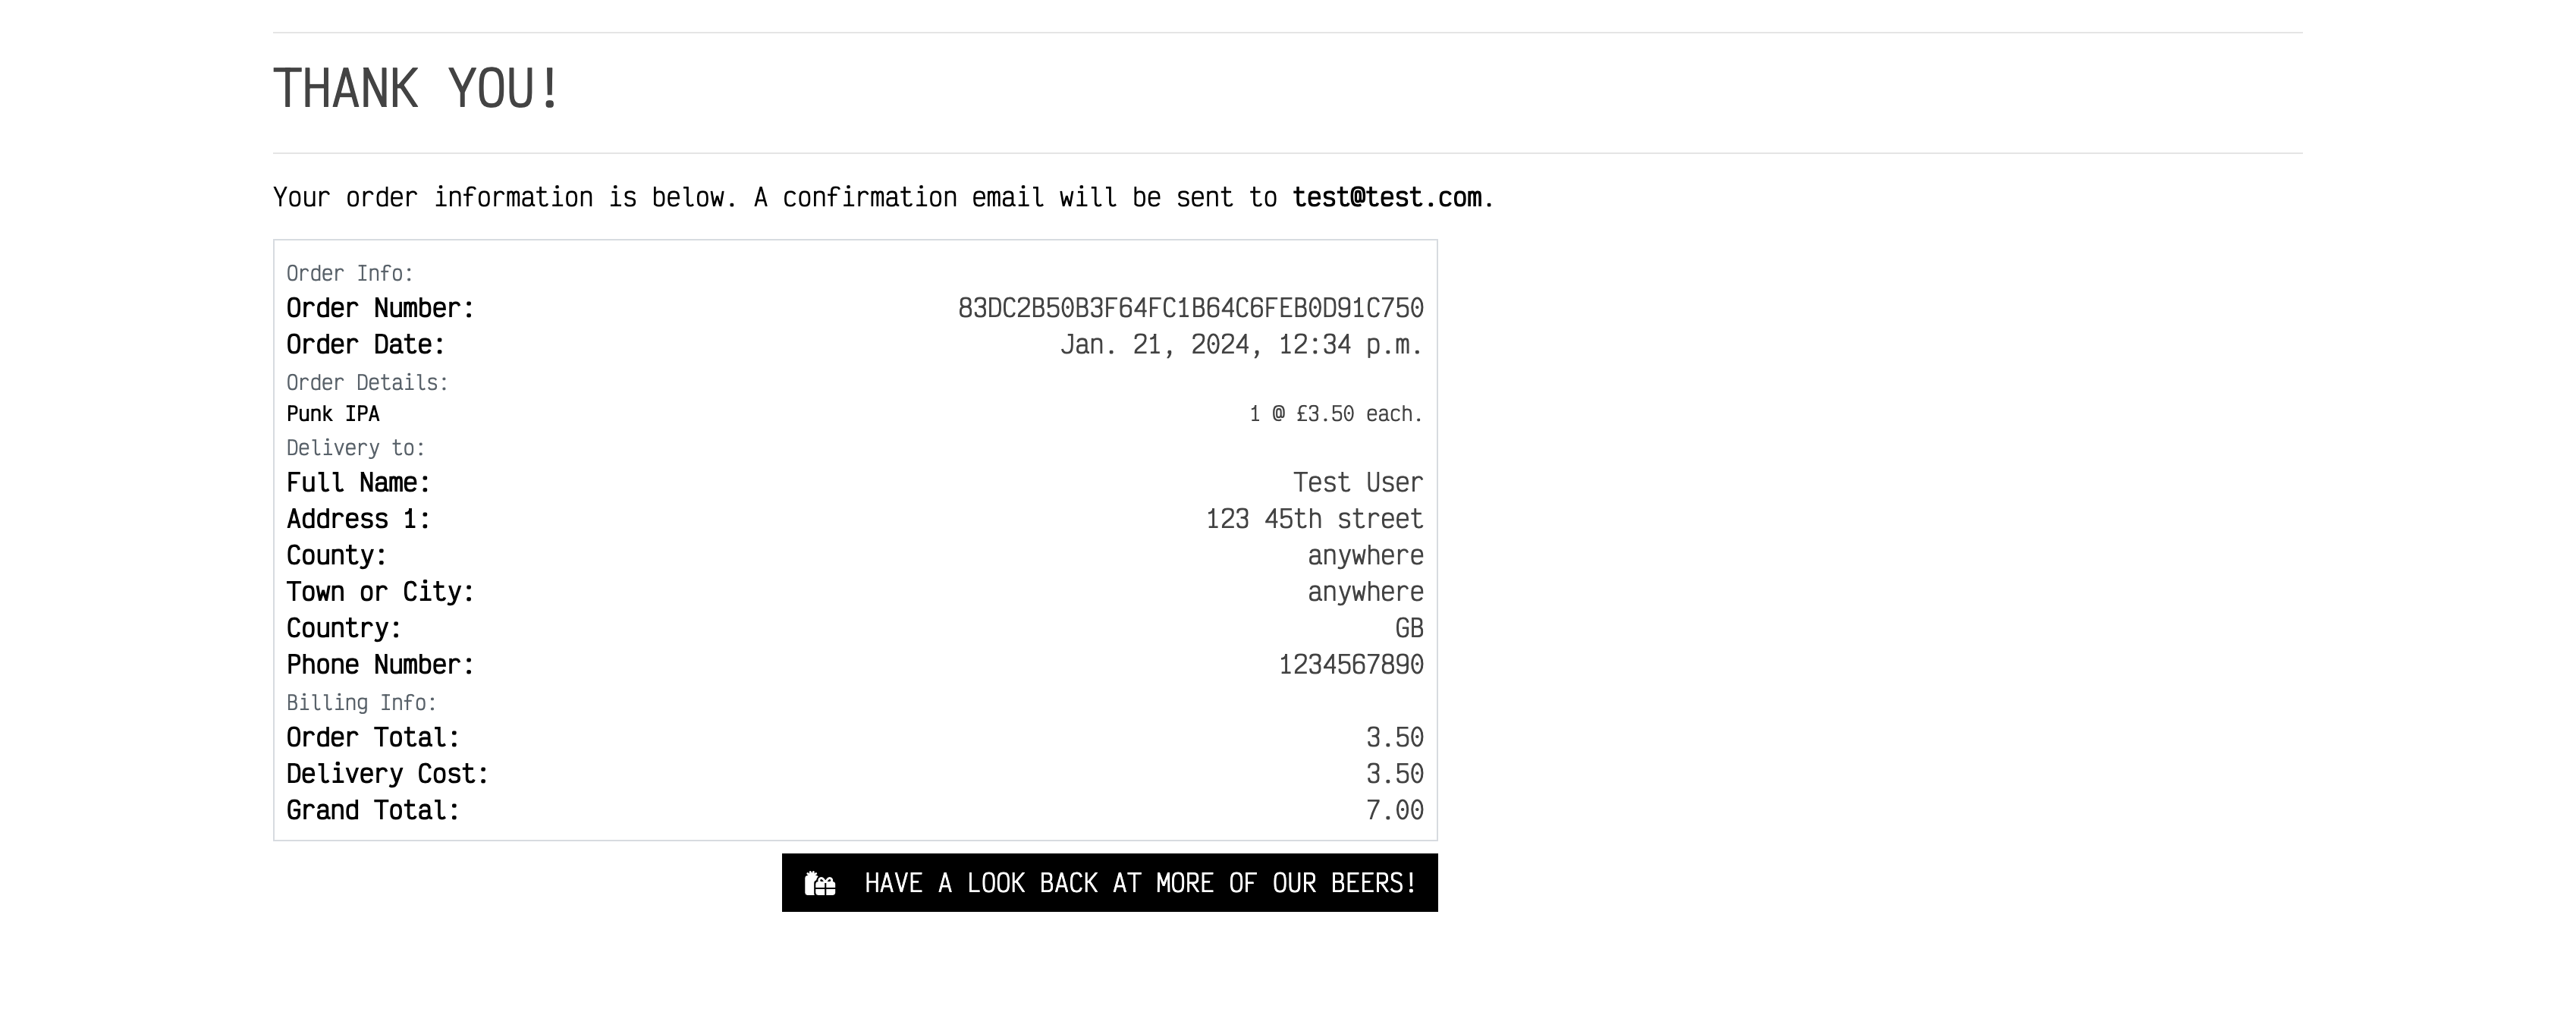 THANK YOU!
Your order information is below. A confirmation email will be sent to test@test.com.
Order Info:
Order Number: 83DC2B50B3F64FC1B64C6FEB0D91C750
Order Date: Jan. 21, 2024, 12:34 p.m.
Order Details:
Punk IPA 1 @ £3.50 each.
Delivery to:
Full Name: Test User
Address 1: 123 45th street
County: anywhere
Town or City: anywhere
Country: GB
Phone Number: 1234567890
Billing Info:
Order Total: 3.50
Delivery Cost: 3.50
Grand Total: 7.00
HAVE A LOOK BACK AT MORE OF OUR BEERS!